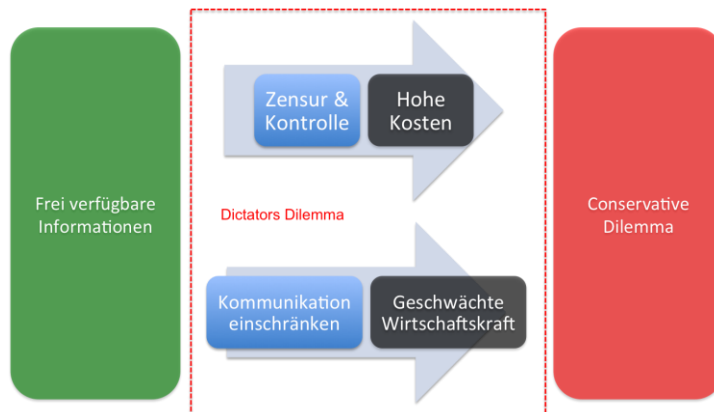 Frei verfügbare
Informationen
Zensur &
Kontrolle
Hohe
Kosten
Dictators Dilemma
Kommunikation
einschränken
Geschwächte
Wirtschaftskraft
Conservative
Dilemma